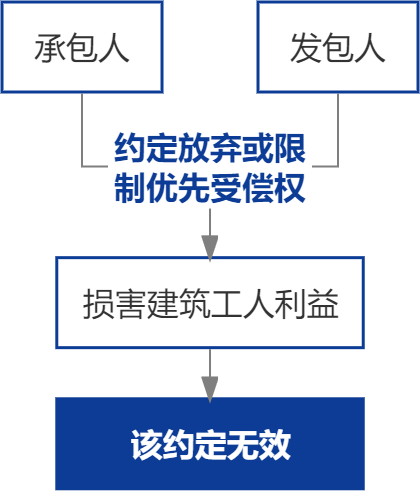 承包人
发包人
约定放弃或限
制优先受偿权
损害建筑工人利益
该约定无效